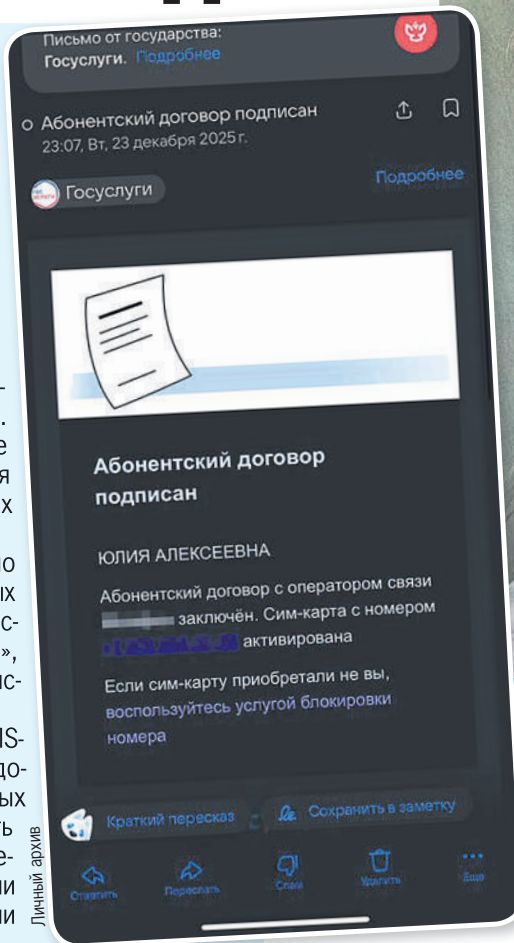 Письмо от государства:
Госуслуги. Подробнее
Абонентский договор подписан
23:07, Вт, 23 декабря 2025 г.
Госуслуги
Подробнее
Абонентский договор
подписан
ЮЛИЯ АЛЕКСЕЕВНА
Абонентский договор с оператором связи
заключён. Сим-карта с номером
активирована
Если сим-карту приобретали не вы,
воспользуйтесь услугой блокировки
номера
Краткий пересказ
Сохранить в заметку
Ответить
Переслать
Спам
Удалить
Ещё
Личный архив